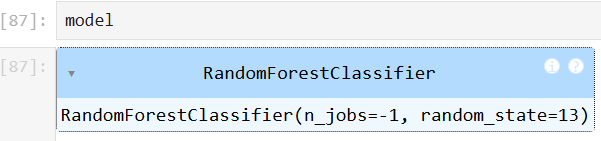 [87]: model
[87]:
▾ RandomForestClassifier i ?
RandomForestClassifier(n_jobs=-1, random_state=13)